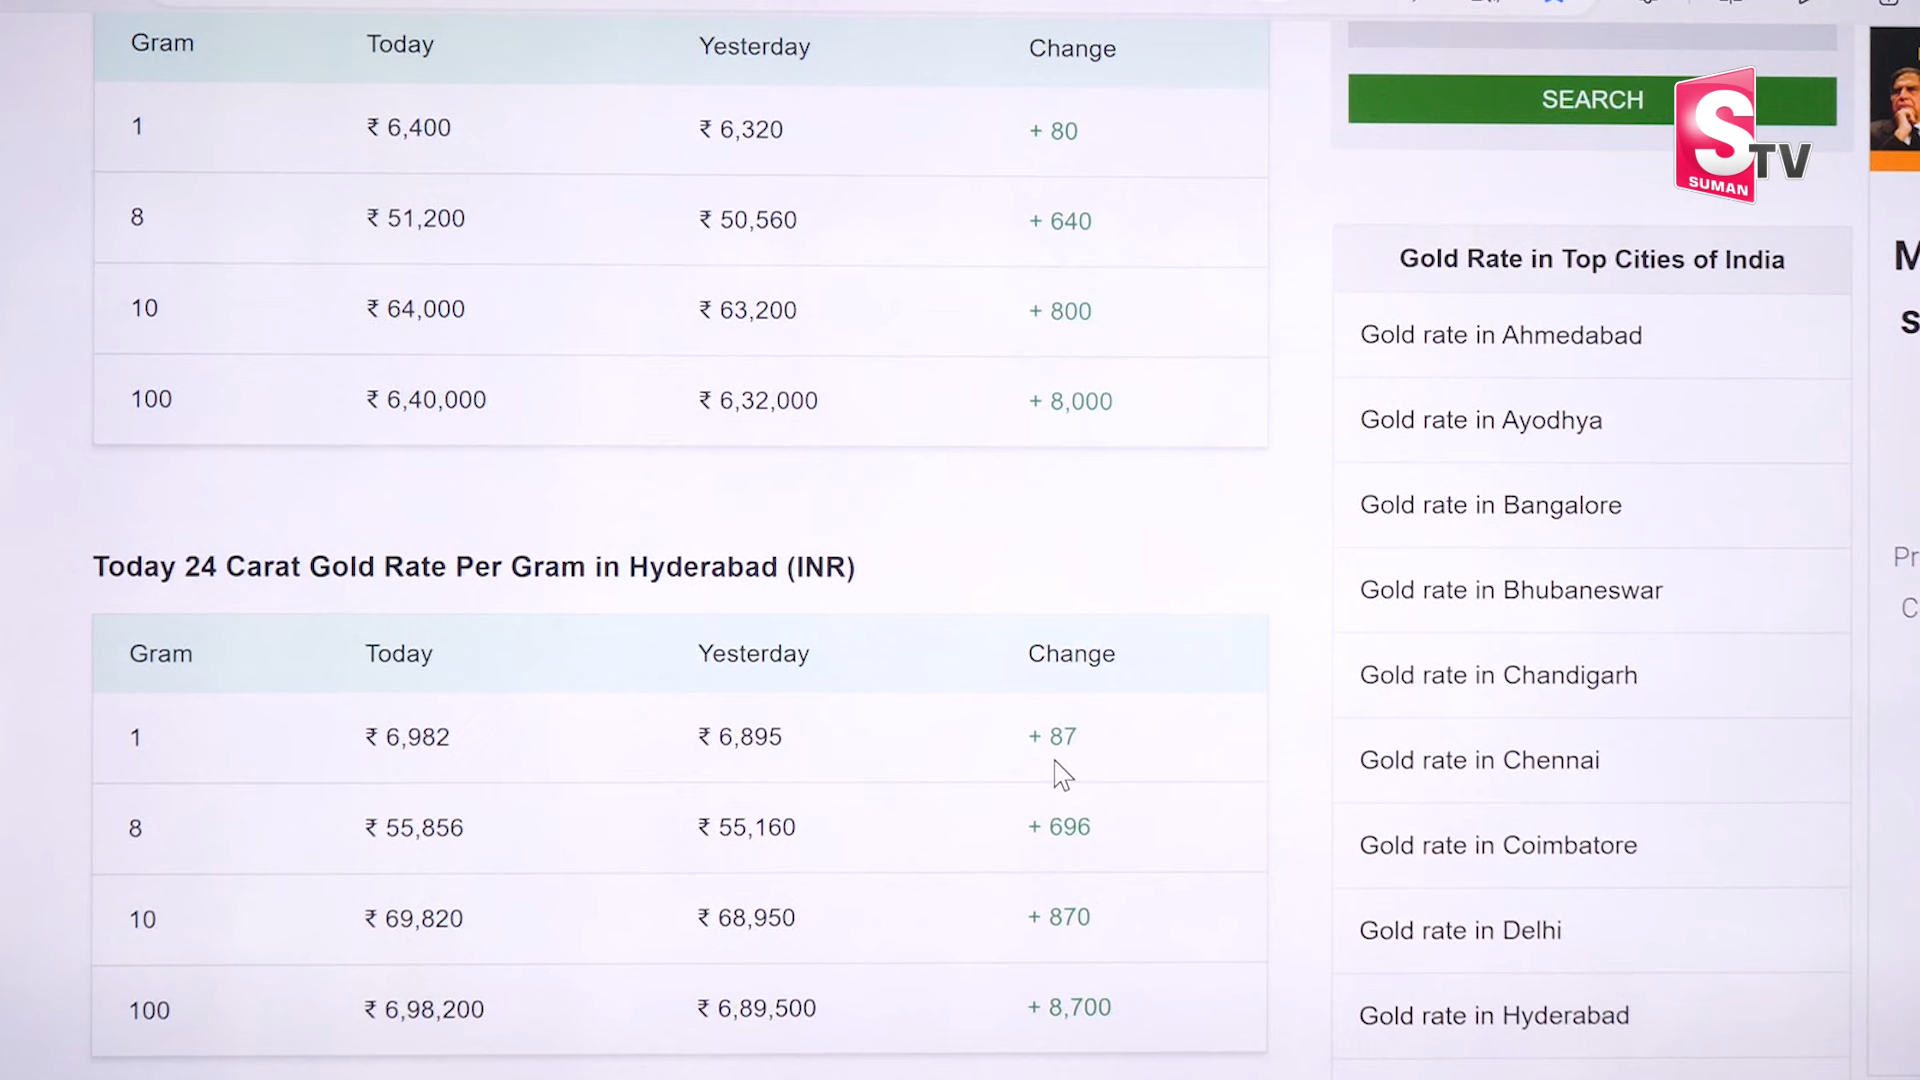 Gram Today Yesterday Change
1 ₹ 6,400 ₹ 6,320 + 80
8 ₹ 51,200 ₹ 50,560 + 640
10 ₹ 64,000 ₹ 63,200 + 800
100 ₹ 6,40,000 ₹ 6,32,000 + 8,000
Today 24 Carat Gold Rate Per Gram in Hyderabad (INR)
Gram Today Yesterday Change
1 ₹ 6,982 ₹ 6,895 + 87
8 ₹ 55,856 ₹ 55,160 + 696
10 ₹ 69,820 ₹ 68,950 + 870
100 ₹ 6,98,200 ₹ 6,89,500 + 8,700
SEARCH
S TV
SUMAN
Gold Rate in Top Cities of India
Gold rate in Ahmedabad
Gold rate in Ayodhya
Gold rate in Bangalore
Gold rate in Bhubaneswar
Gold rate in Chandigarh
Gold rate in Chennai
Gold rate in Coimbatore
Gold rate in Delhi
Gold rate in Hyderabad